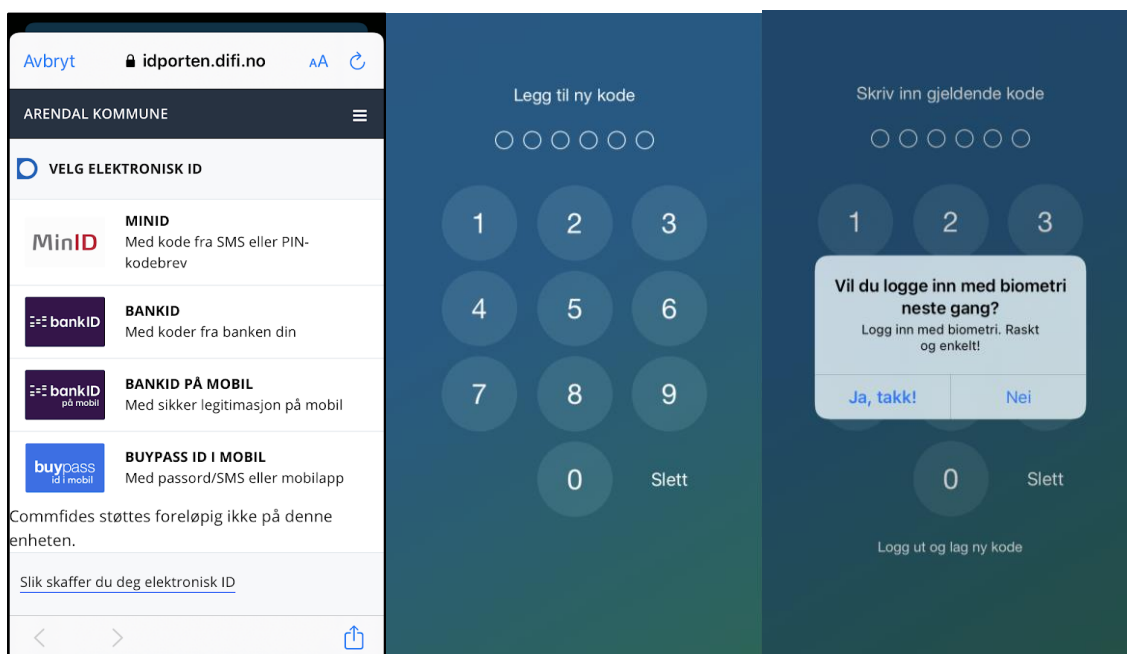 Avbryt
idporten.difi.no
AA
ARENDAL KOMMUNE
VELG ELEKTRONISK ID
MinID
MINID
Med kode fra SMS eller PIN-
kodebrev
bankID
BANKID
Med koder fra banken din
bankID
på mobil
BANKID PÅ MOBIL
Med sikker legitimasjon på mobil
buypass
id i mobil
BUYPASS ID I MOBIL
Med passord/SMS eller mobilapp
Commfides støttes foreløpig ikke på denne
enheten.
Slik skaffer du deg elektronisk ID
Legg til ny kode
1 2 3
4 5 6
7 8 9
0 Slett
Skriv inn gjeldende kode
1 2 3
Vil du logge inn med biometri
neste gang?
Logg inn med biometri. Raskt
og enkelt!
Ja, takk! Nei
0 Slett
Logg ut og lag ny kode